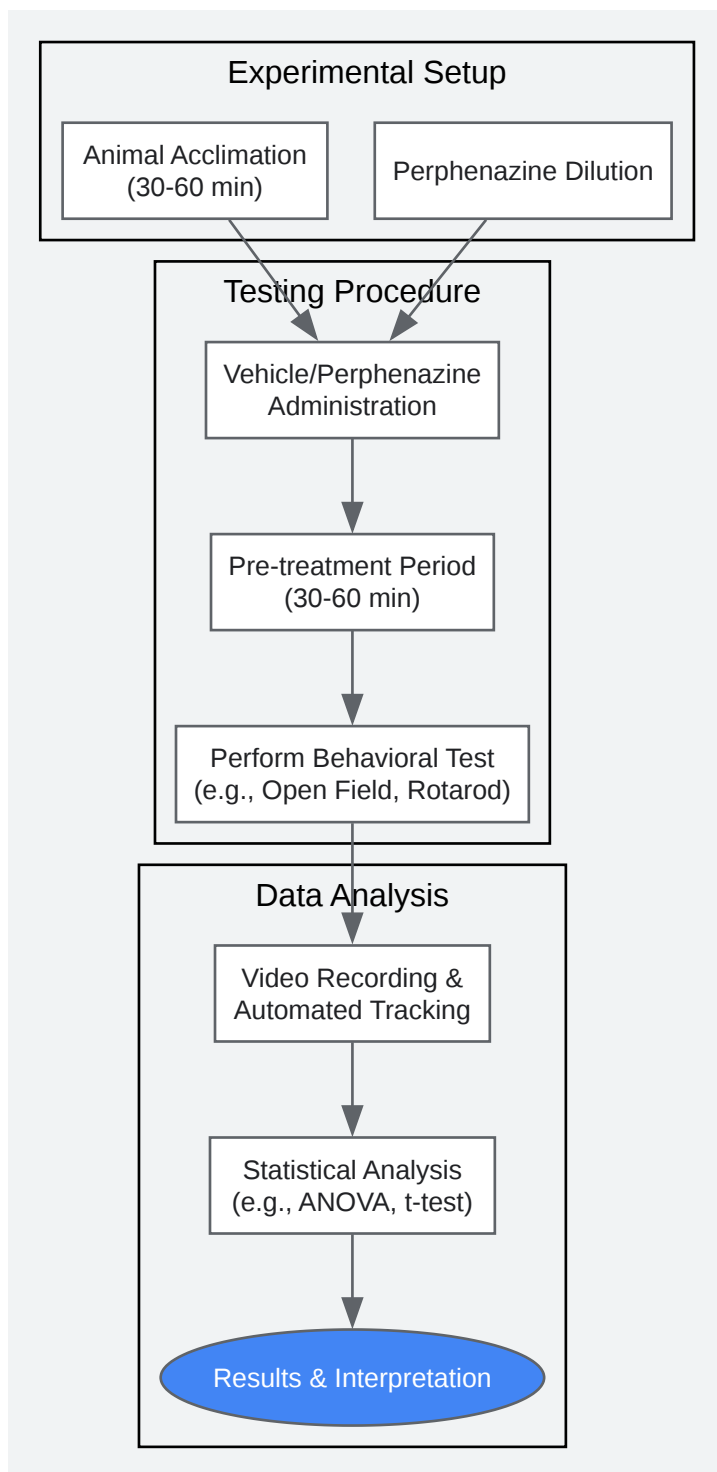 Experimental Setup
Animal Acclimation
(30-60 min)
Perphenazine Dilution
Testing Procedure
Vehicle/Perphenazine
Administration
Pre-treatment Period
(30-60 min)
Perform Behavioral Test
(e.g., Open Field, Rotarod)
Data Analysis
Video Recording &
Automated Tracking
Statistical Analysis
(e.g., ANOVA, t-test)
Results & Interpretation